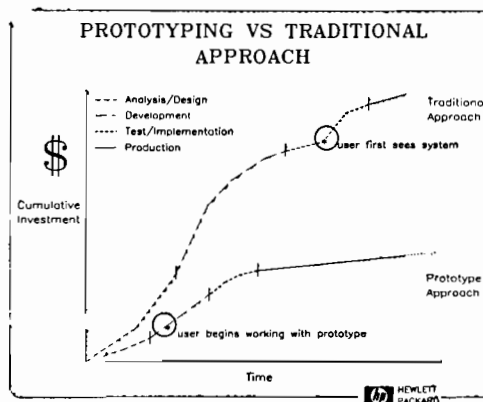 PROTOTYPING VS TRADITIONAL
APPROACH
Analysis/Design
Development
Test/Implementation
Production
$
Cumulative
Investment
Traditional
Approach
user first sees system
Prototype
Approach
user begins working with prototype
Time
hp HEWLETT
PACKARD